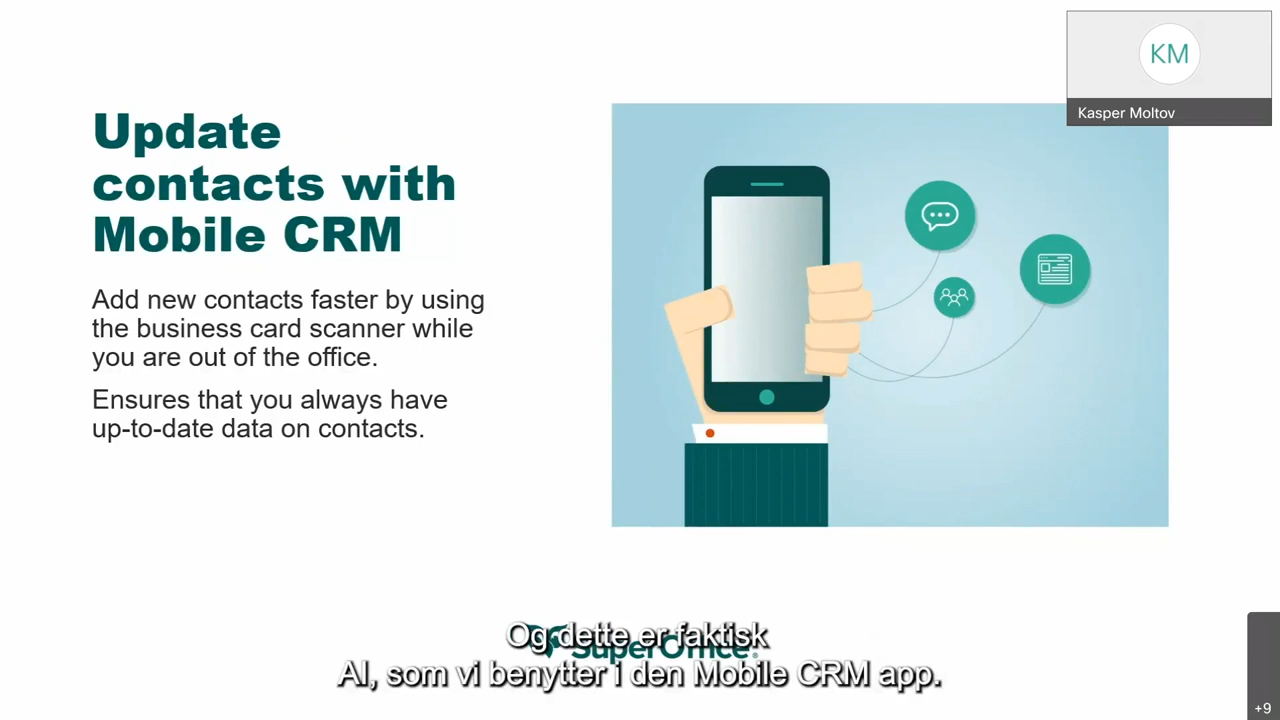 KM
Kasper Moltov
Update
contacts with
Mobile CRM
Add new contacts faster by using
the business card scanner while
you are out of the office.
Ensures that you always have
up-to-date data on contacts.
SuperOffice®
Og dette er faktisk
AI, som vi benytter i den Mobile CRM app.
+9